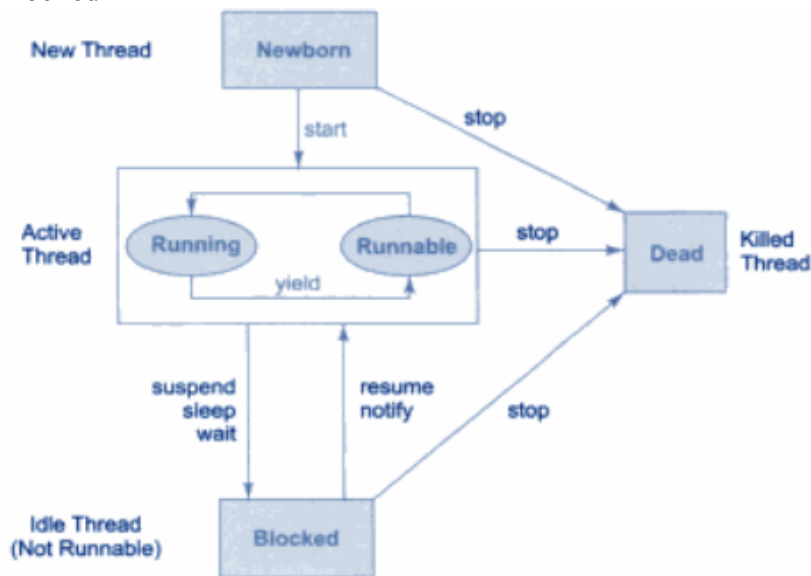 New Thread
Newborn
start
stop
Active
Thread
Running
Runnable
yield
stop
Dead
Killed
Thread
suspend
sleep
wait
resume
notify
stop
Idle Thread
(Not Runnable)
Blocked